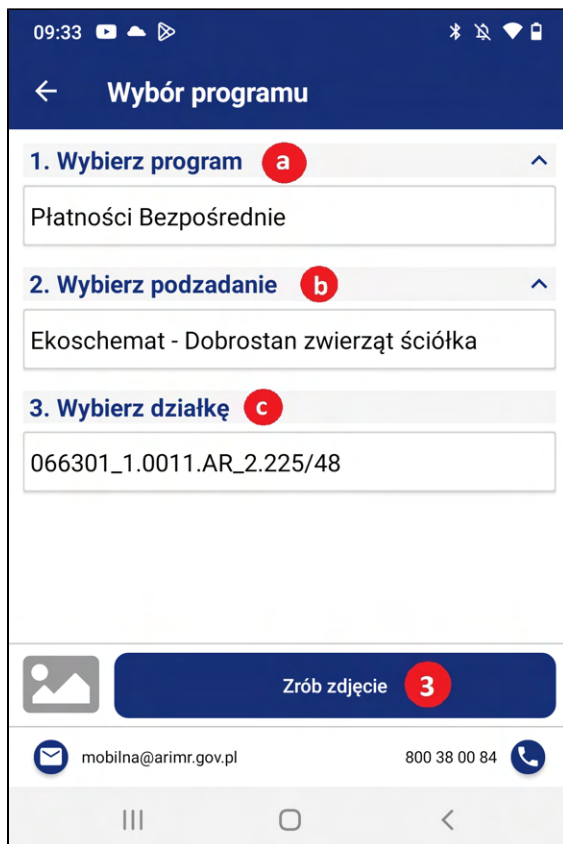 09:33
Wybór programu
1. Wybierz program a
Płatności Bezpośrednie
2. Wybierz podzadanie b
Ekoschemat - Dobrostan zwierząt ściółka
3. Wybierz działkę c
066301_1.0011.AR_2.225/48
Zrób zdjęcie 3
mobilna@arimr.gov.pl 800 38 00 84